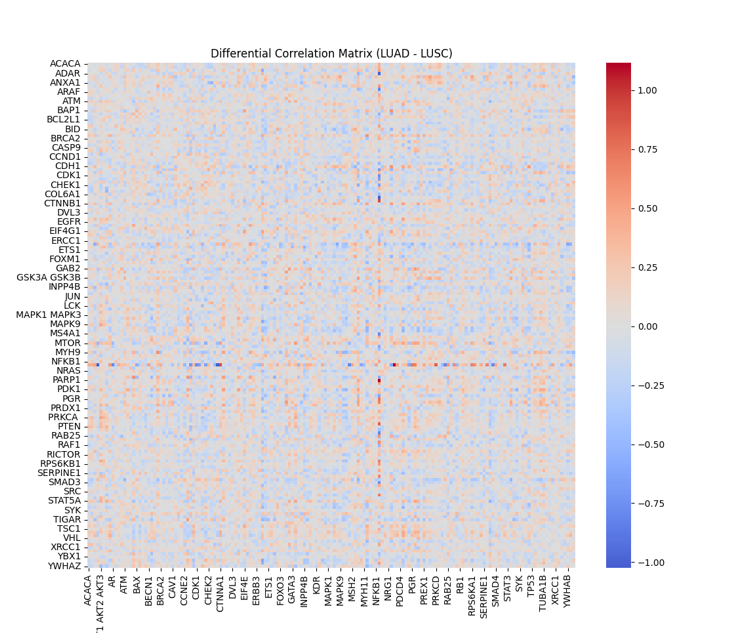 Differential Correlation Matrix (LUAD - LUSC)
ACACA
ADAR
ANXA1
ARAF
ATM
BAP1
BCL2L1
BID
BRCA2
CASP9
CCND1
CDH1
CDK1
CHEK1
COL6A1
CTNNB1
DVL3
EGFR
EIF4G1
ERCC1
ETS1
FOXM1
GAB2
GSK3A GSK3B
INPP4B
JUN
LCK
MAPK1 MAPK3
MAPK9
MS4A1
MTOR
MYH9
NFKB1
NRAS
PARP1
PDK1
PGR
PRDX1
PRKCA
PTEN
RAB25
RAF1
RICTOR
RPS6KB1
SERPINE1
SMAD3
SRC
STAT5A
SYK
TIGAR
TSC1
VHL
XRCC1
YBX1
YWHAZ
ACACA
1 AKT2 AKT3
AR
ATM
BAX
BECN1
BRCA2
CAV1
CCNE2
CDK1
CHEK2
CTNNA1
DVL3
EIF4E
ERBB3
ETS1
FOXO3
GATA3
INPP4B
KDR
MAPK1
MAPK9
MSH2
MYH11
NFKB1
NRG1
PDCD4
PGR
PREX1
PRKCD
RAB25
RB1
RPS6KA1
SERPINE1
SMAD4
STAT3
SYK
TP53
TUBA1B
XRCC1
YWHAB
1.00
0.75
0.50
0.25
0.00
−0.25
−0.50
−0.75
−1.00